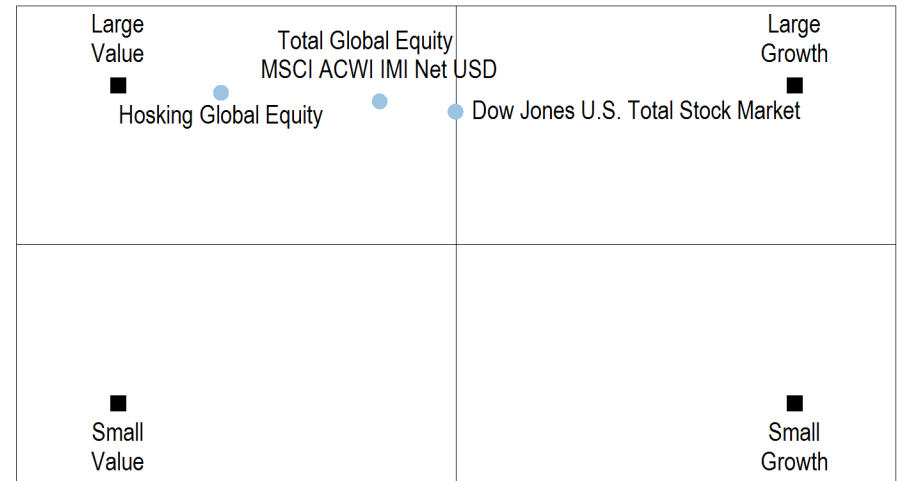 Large
Value
Total Global Equity
MSCI ACWI IMI Net USD
Large
Growth
Hosking Global Equity
Dow Jones U.S. Total Stock Market
Small
Value
Small
Growth